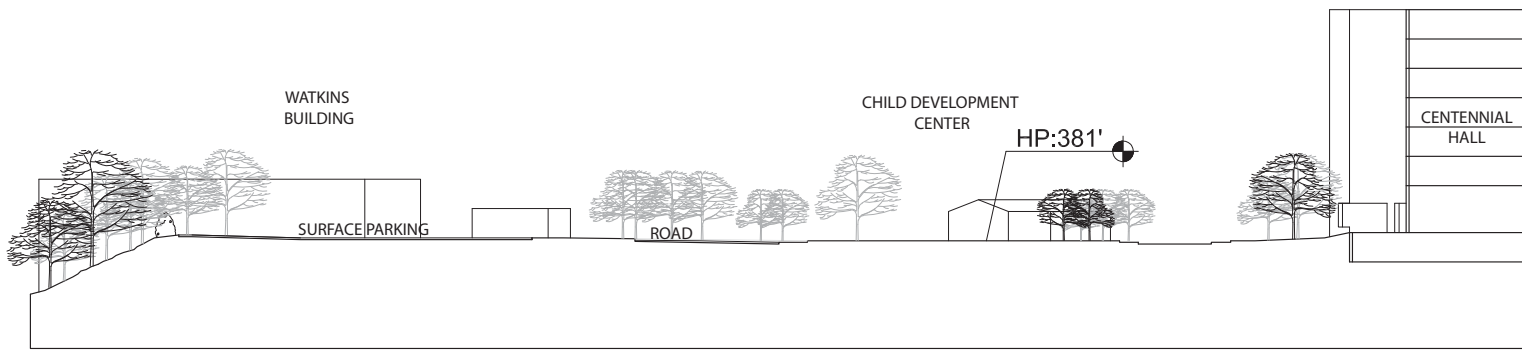 WATKINS
BUILDING
SURFACE PARKING
ROAD
CHILD DEVELOPMENT
CENTER
HP:381'
CENTENNIAL
HALL